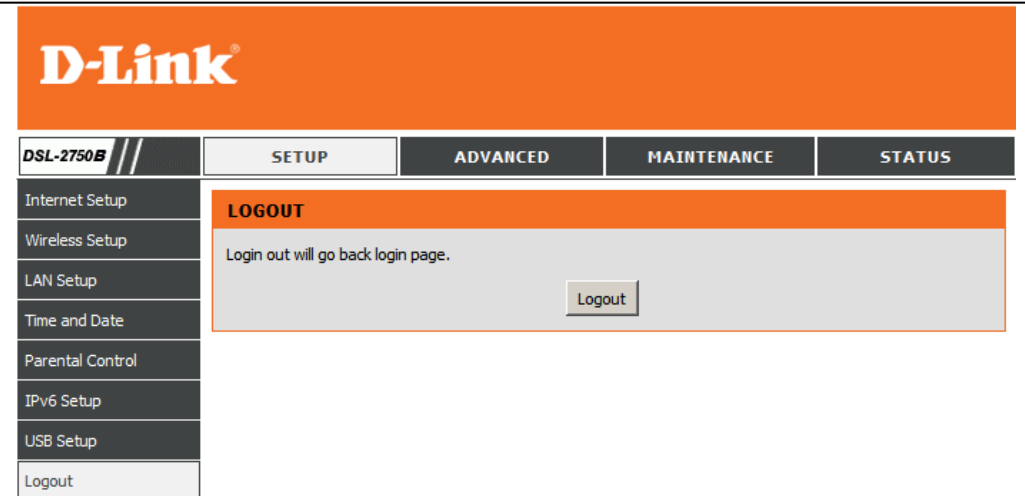 D-Link®
DSL-2750B
SETUP
ADVANCED
MAINTENANCE
STATUS
Internet Setup
Wireless Setup
LAN Setup
Time and Date
Parental Control
IPv6 Setup
USB Setup
Logout
LOGOUT
Login out will go back login page.
Logout